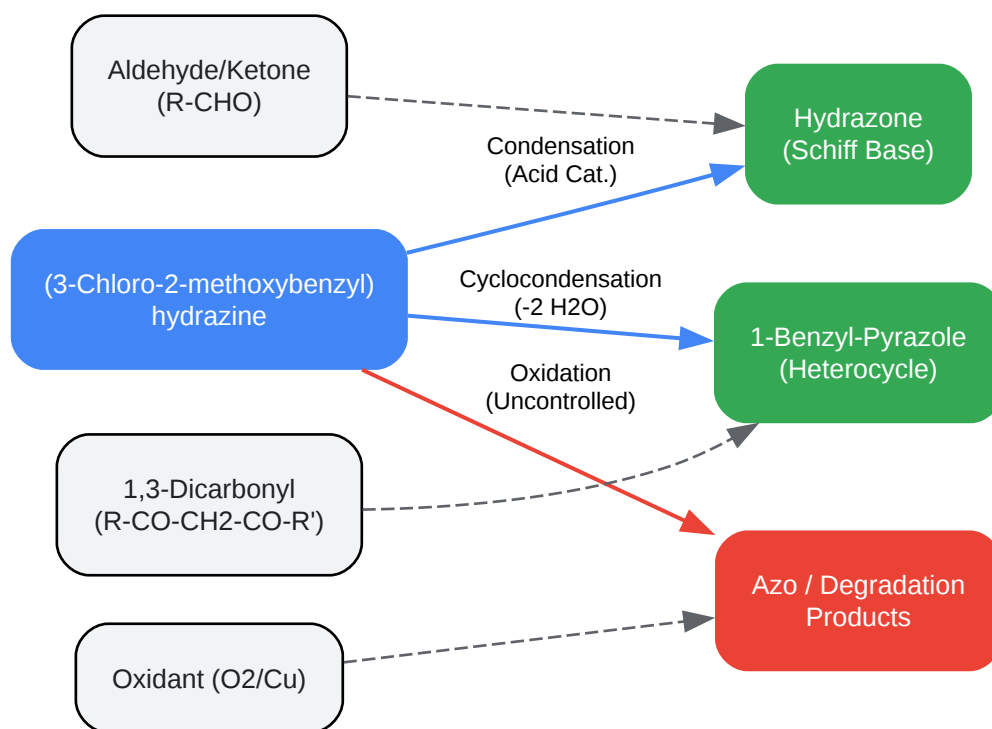 Aldehyde/Ketone
(R-CHO)
Hydrazone
(Schiff Base)
Condensation
(Acid Cat.)
(3-Chloro-2-methoxybenzyl)
hydrazine
Cyclocondensation
(-2 H2O)
1-Benzyl-Pyrazole
(Heterocycle)
Oxidation
(Uncontrolled)
1,3-Dicarbonyl
(R-CO-CH2-CO-R')
Azo / Degradation
Products
Oxidant (O2/Cu)